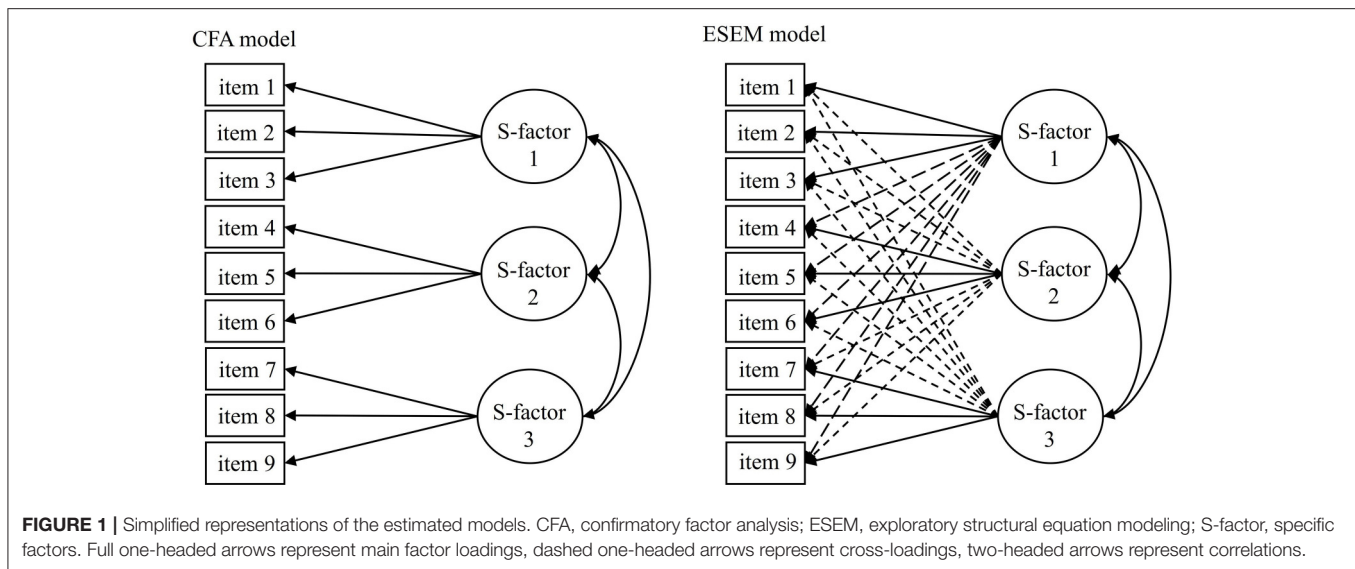 CFA model
item 1
item 2
item 3
item 4
item 5
item 6
item 7
item 8
item 9
S-factor
1
S-factor
2
S-factor
3
ESEM model
item 1
item 2
item 3
item 4
item 5
item 6
item 7
item 8
item 9
S-factor
1
S-factor
2
S-factor
3
FIGURE 1 | Simplified representations of the estimated models. CFA, confirmatory factor analysis; ESEM, exploratory structural equation modeling; S-factor, specific
factors. Full one-headed arrows represent main factor loadings, dashed one-headed arrows represent cross-loadings, two-headed arrows represent correlations.